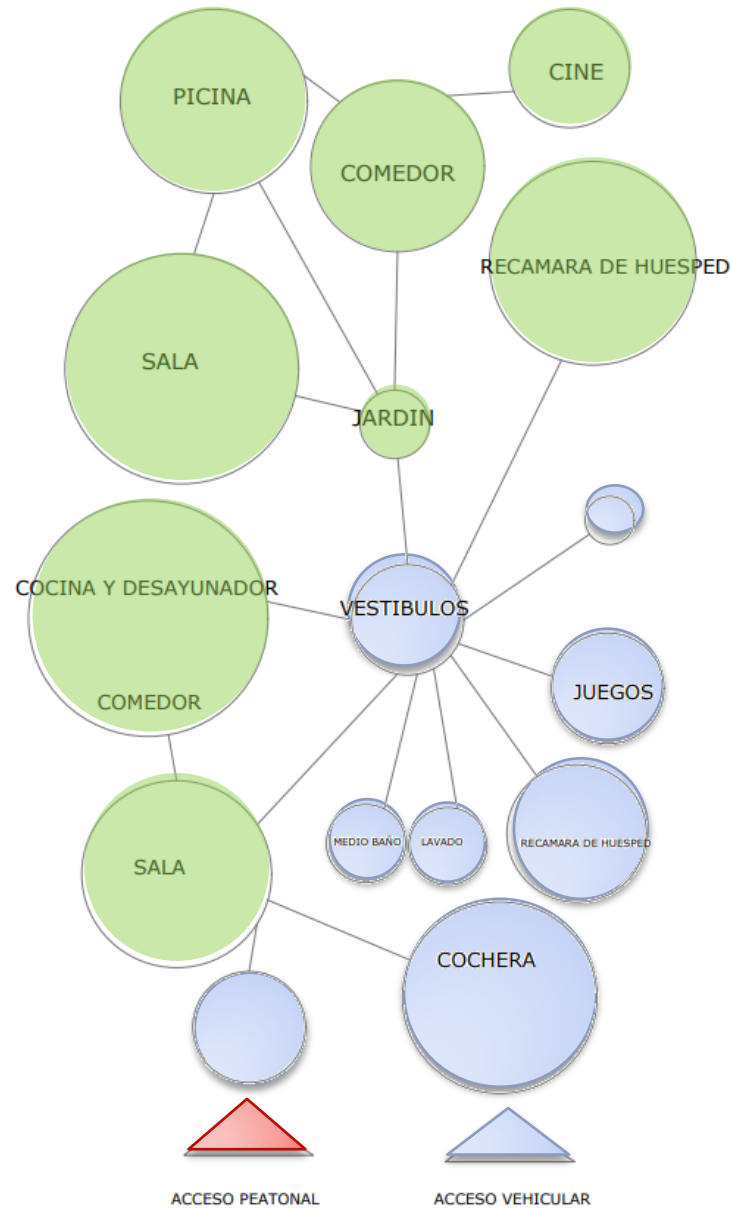 CINE
PICINA
COMEDOR
RECAMARA DE HUESPED
SALA
JARDIN
COCINA Y DESAYUNADOR
VESTIBULOS
JUEGOS
COMEDOR
MEDIO BAÑO
LAVADO
RECAMARA DE HUESPED
SALA
COCHERA
ACCESO PEATONAL
ACCESO VEHICULAR